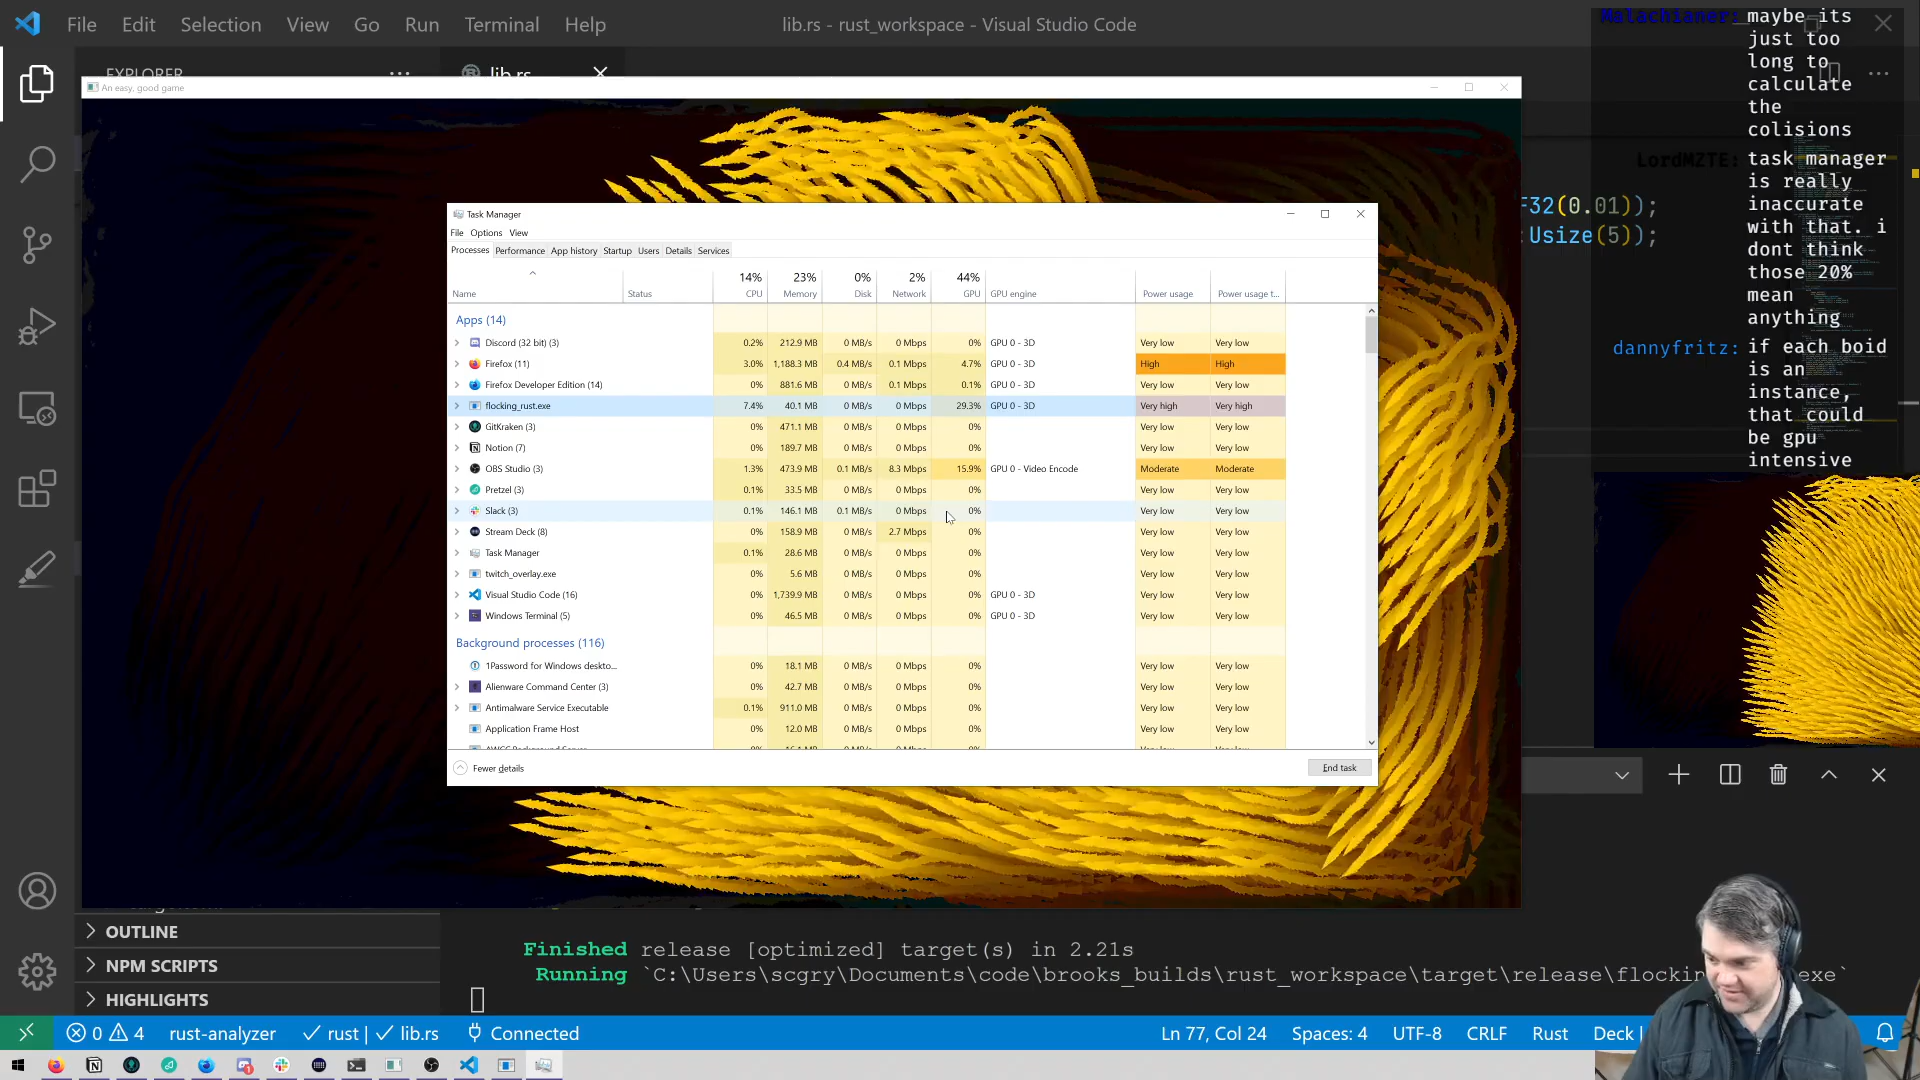 File Edit Selection View Go Run Terminal Help
lib.rs - rust_workspace - Visual Studio Code
EXPLORER
lib.rs
An easy, good game
F32(0.01));
Usize(5));
Malachianer: maybe its
just too
long to
calculate
the
colisions
LordMZTE: task manager
is really
inaccurate
with that. i
dont think
those 20%
mean
anything
dannyfritz: if each boid
is an
instance,
that could
be gpu
intensive
Task Manager
File Options View
Processes Performance App history Startup Users Details Services
14% 23% 0% 2% 44%
Name Status CPU Memory Disk Network GPU GPU engine Power usage Power usage t...
Apps (14)
Discord (32 bit) (3) 0.2% 212.9 MB 0 MB/s 0 Mbps 0% GPU 0 - 3D Very low Very low
Firefox (11) 3.0% 1,188.3 MB 0.4 MB/s 0.1 Mbps 4.7% GPU 0 - 3D High High
Firefox Developer Edition (14) 0% 881.6 MB 0 MB/s 0.1 Mbps 0.1% GPU 0 - 3D Very low Very low
flocking_rust.exe 7.4% 40.1 MB 0 MB/s 0 Mbps 29.3% GPU 0 - 3D Very high Very high
GitKraken (3) 0% 471.1 MB 0 MB/s 0 Mbps 0% Very low Very low
Notion (7) 0% 189.7 MB 0 MB/s 0 Mbps 0% Very low Very low
OBS Studio (3) 1.3% 473.9 MB 0.1 MB/s 8.3 Mbps 15.9% GPU 0 - Video Encode Moderate Moderate
Pretzel (3) 0.1% 33.5 MB 0 MB/s 0 Mbps 0% Very low Very low
Slack (3) 0.1% 146.1 MB 0.1 MB/s 0 Mbps 0% Very low Very low
Stream Deck (8) 0% 158.9 MB 0 MB/s 2.7 Mbps 0% Very low Very low
Task Manager 0.1% 28.6 MB 0 MB/s 0 Mbps 0% Very low Very low
twitch_overlay.exe 0% 5.6 MB 0 MB/s 0 Mbps 0% Very low Very low
Visual Studio Code (16) 0% 1,739.9 MB 0 MB/s 0 Mbps 0% GPU 0 - 3D Very low Very low
Windows Terminal (5) 0% 46.5 MB 0 MB/s 0 Mbps 0% GPU 0 - 3D Very low Very low
Background processes (116)
1Password for Windows deskto... 0% 18.1 MB 0 MB/s 0 Mbps 0% Very low Very low
Alienware Command Center (3) 0% 42.7 MB 0 MB/s 0 Mbps 0% Very low Very low
Antimalware Service Executable 0.1% 911.0 MB 0 MB/s 0 Mbps 0% Very low Very low
Application Frame Host 0% 12.0 MB 0 MB/s 0 Mbps 0% Very low Very low
Fewer details End task
OUTLINE
NPM SCRIPTS
HIGHLIGHTS
Finished release [optimized] target(s) in 2.21s
Running `C:\Users\scgry\Documents\code\brooks_builds\rust_workspace\target\release\flockin exe`
0 4 rust-analyzer rust | lib.rs Connected Ln 77, Col 24 Spaces: 4 UTF-8 CRLF Rust Deck